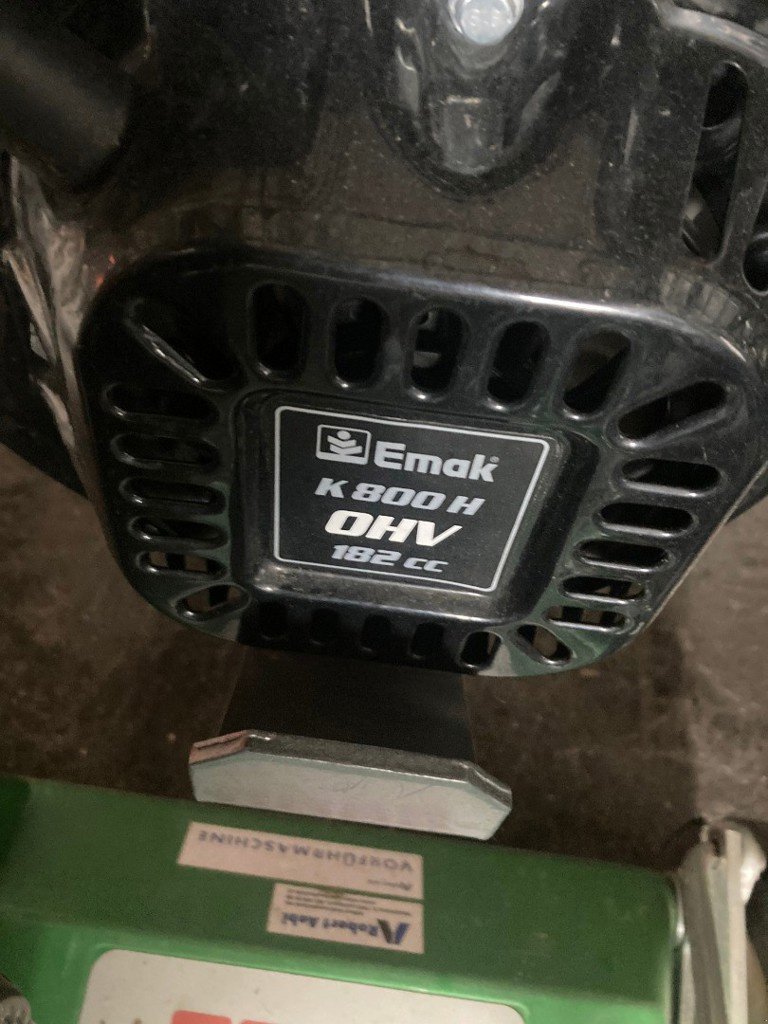 Emak®
K 800 H
OHV
182 cc
VORFÜHRMASCHINE
Robert Aebi